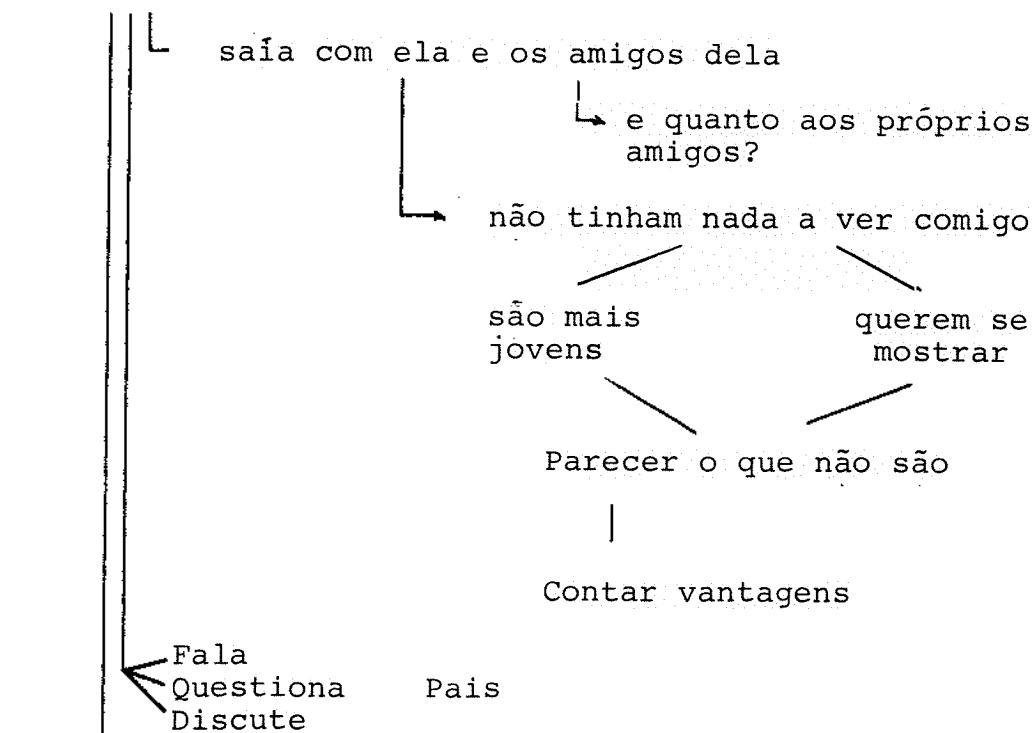 saía com ela e os amigos dela
e quanto aos próprios
amigos?
não tinham nada a ver comigo
são mais
jovens
querem se
mostrar
Parecer o que não são
Contar vantagens
Fala
Questiona Pais
Discute